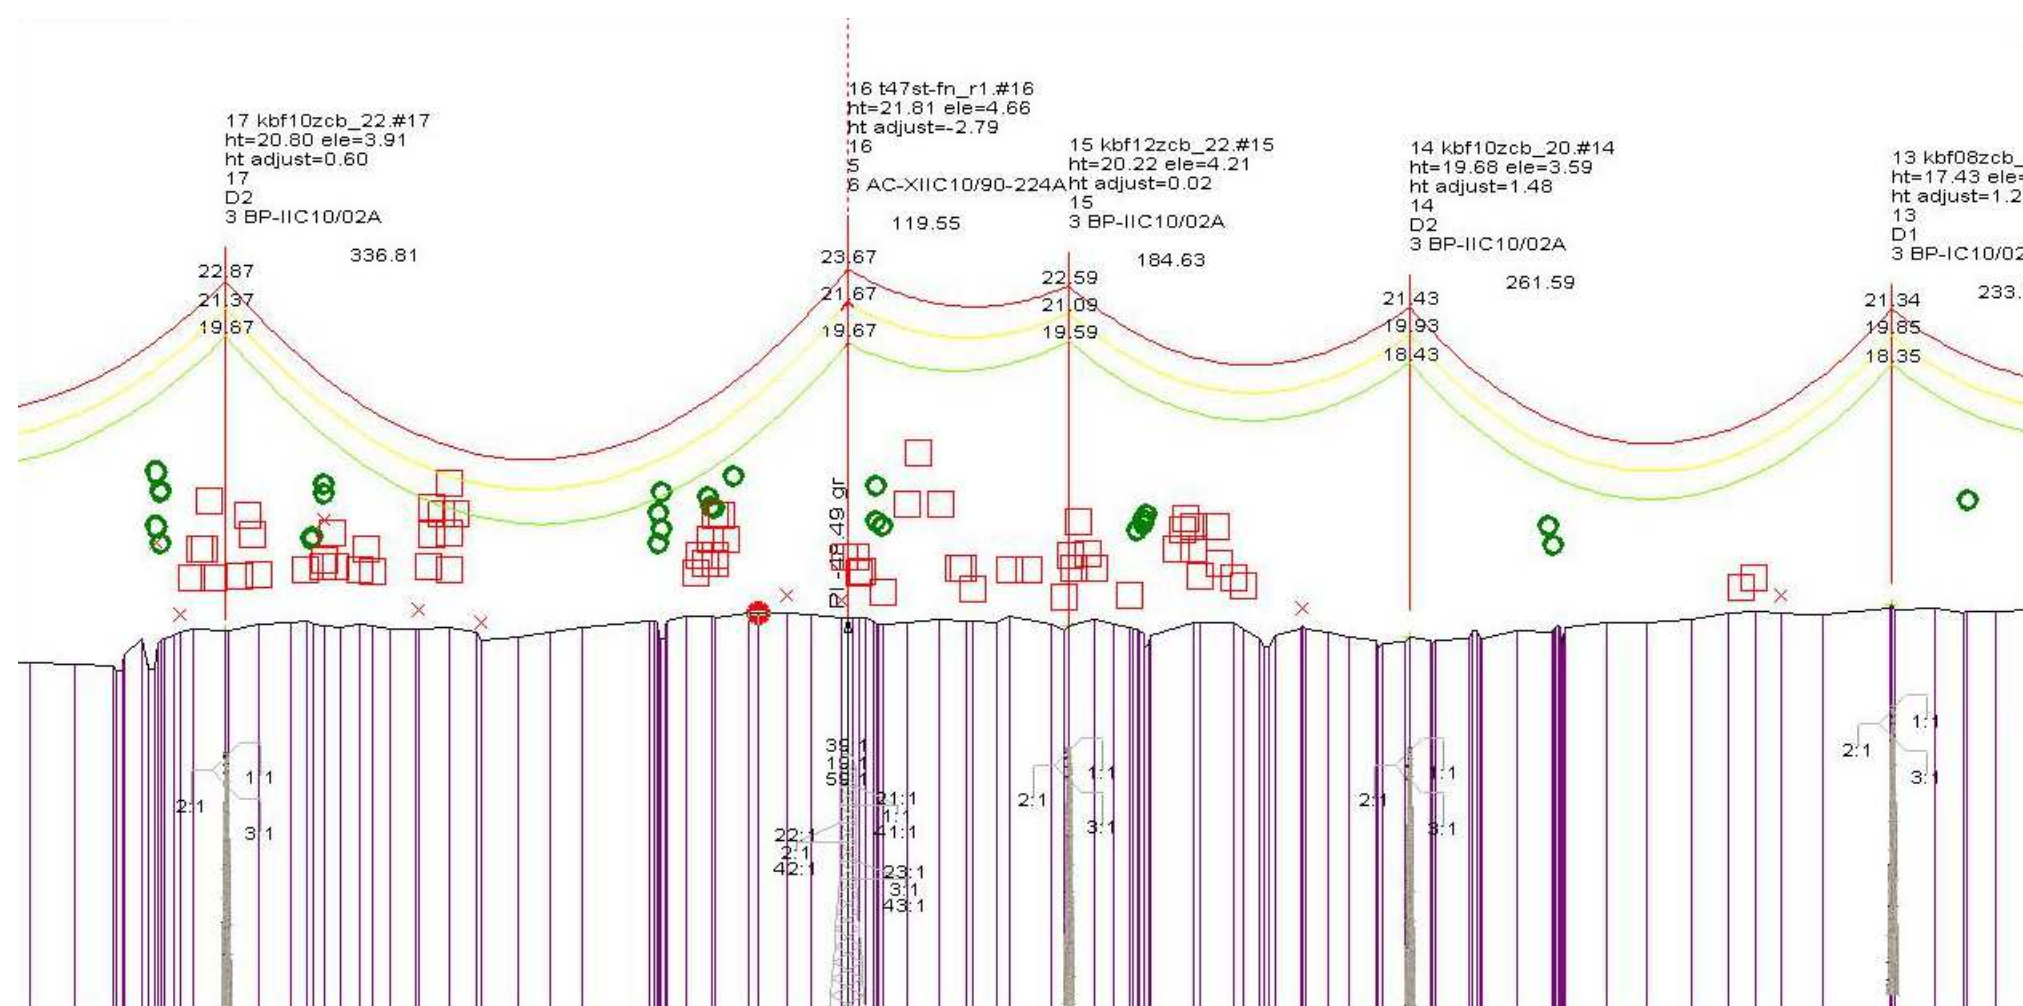 17 kbf10zcb_22.#17
ht=20.80 ele=3.91
ht adjust=0.60
17
D2
3 BP-IIC10/02A
336.81
22.87
21.37
19.87
16 t47st-fn_r1.#16
ht=21.81 ele=4.66
ht adjust=-2.79
16
5
6 AC-XIIC10/90-224A
119.55
23.67
21.67
19.67
15 kbf12zcb_22.#15
ht=20.22 ele=4.21
ht adjust=0.02
15
3 BP-IIC10/02A
184.63
22.59
21.09
19.59
14 kbf10zcb_20.#14
ht=19.68 ele=3.59
ht adjust=1.48
14
D2
3 BP-IIC10/02A
261.59
21.43
19.93
18.43
13 kbf08zcb_
ht=17.43 ele=
ht adjust=1.2
13
D1
3 BP-IC10/02
233.
21.34
19.85
18.35
PI -48.49 gr
1:1
2:1
3:1
39:1
19:1
59:1
21:1
1:1
41:1
22:1
2:1
42:1
23:1
3:1
43:1
1:1
2:1
3:1
1:1
2:1
3:1
1:1
2:1
3:1